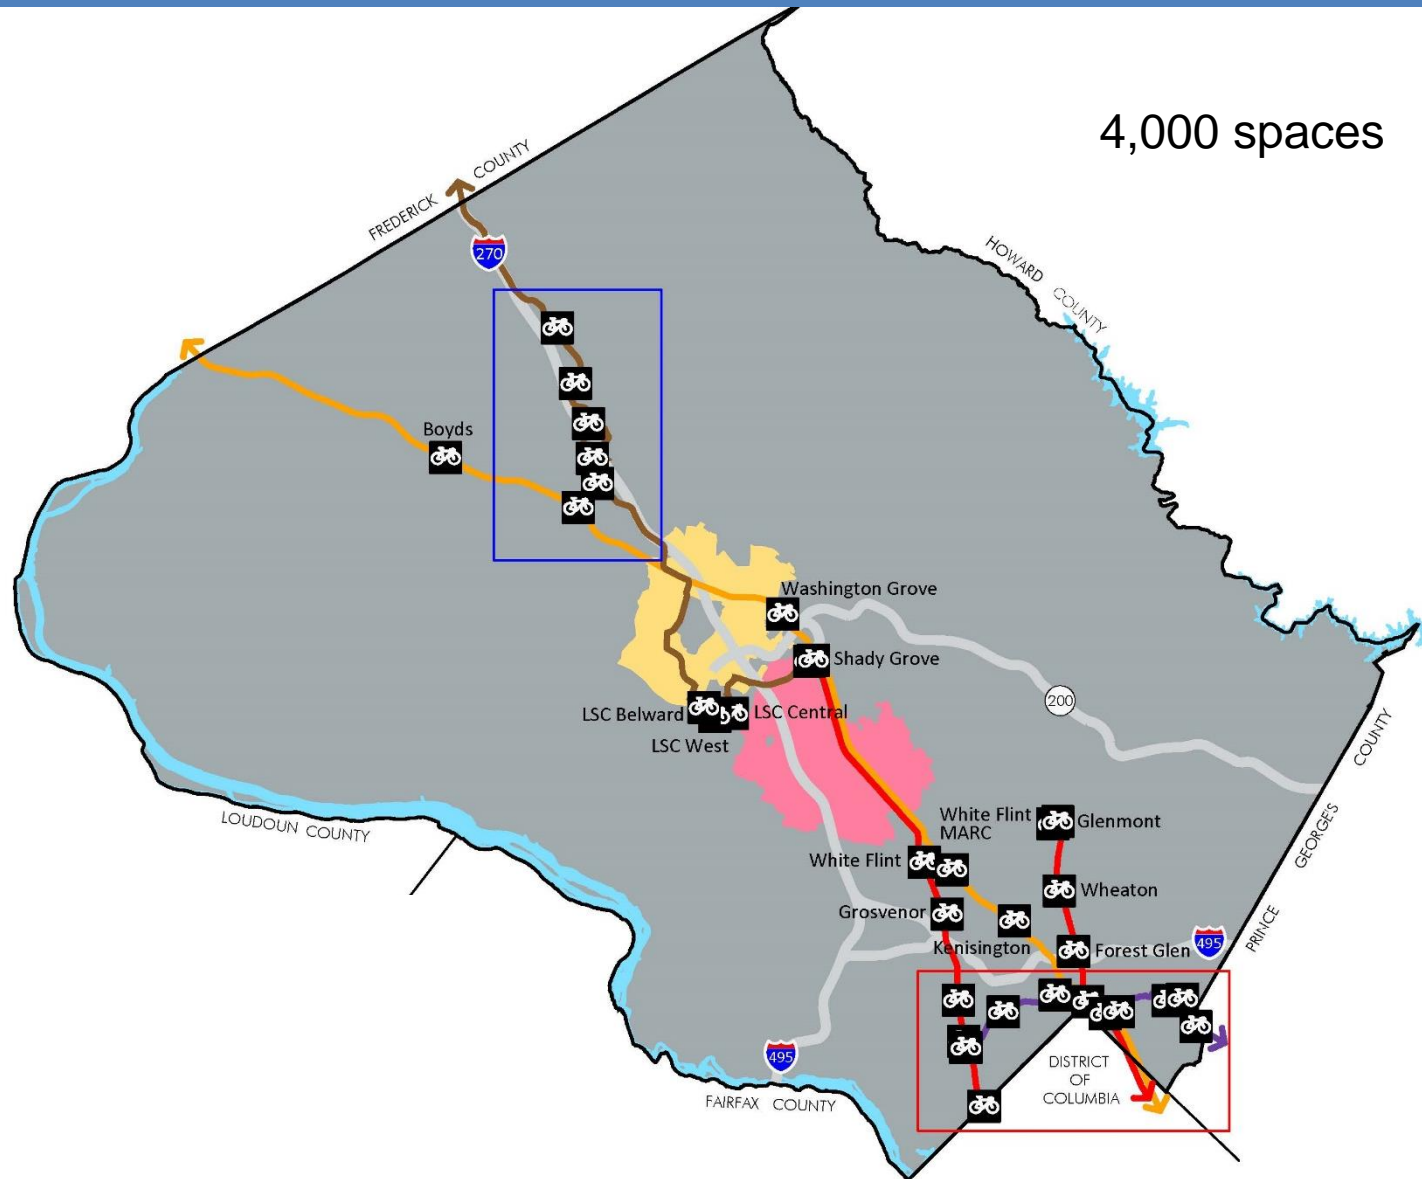 4,000 spaces
FREDERICK COUNTY
270
HOWARD COUNTY
Boyds
Washington Grove
Shady Grove
200
LSC Belward
LSC Central
LSC West
LOUDOUN COUNTY
PRINCE GEORGE'S COUNTY
White Flint
MARC
Glenmont
White Flint
Wheaton
Grosvenor
Kenisington
Forest Glen
495
495
DISTRICT
OF
COLUMBIA
FAIRFAX COUNTY